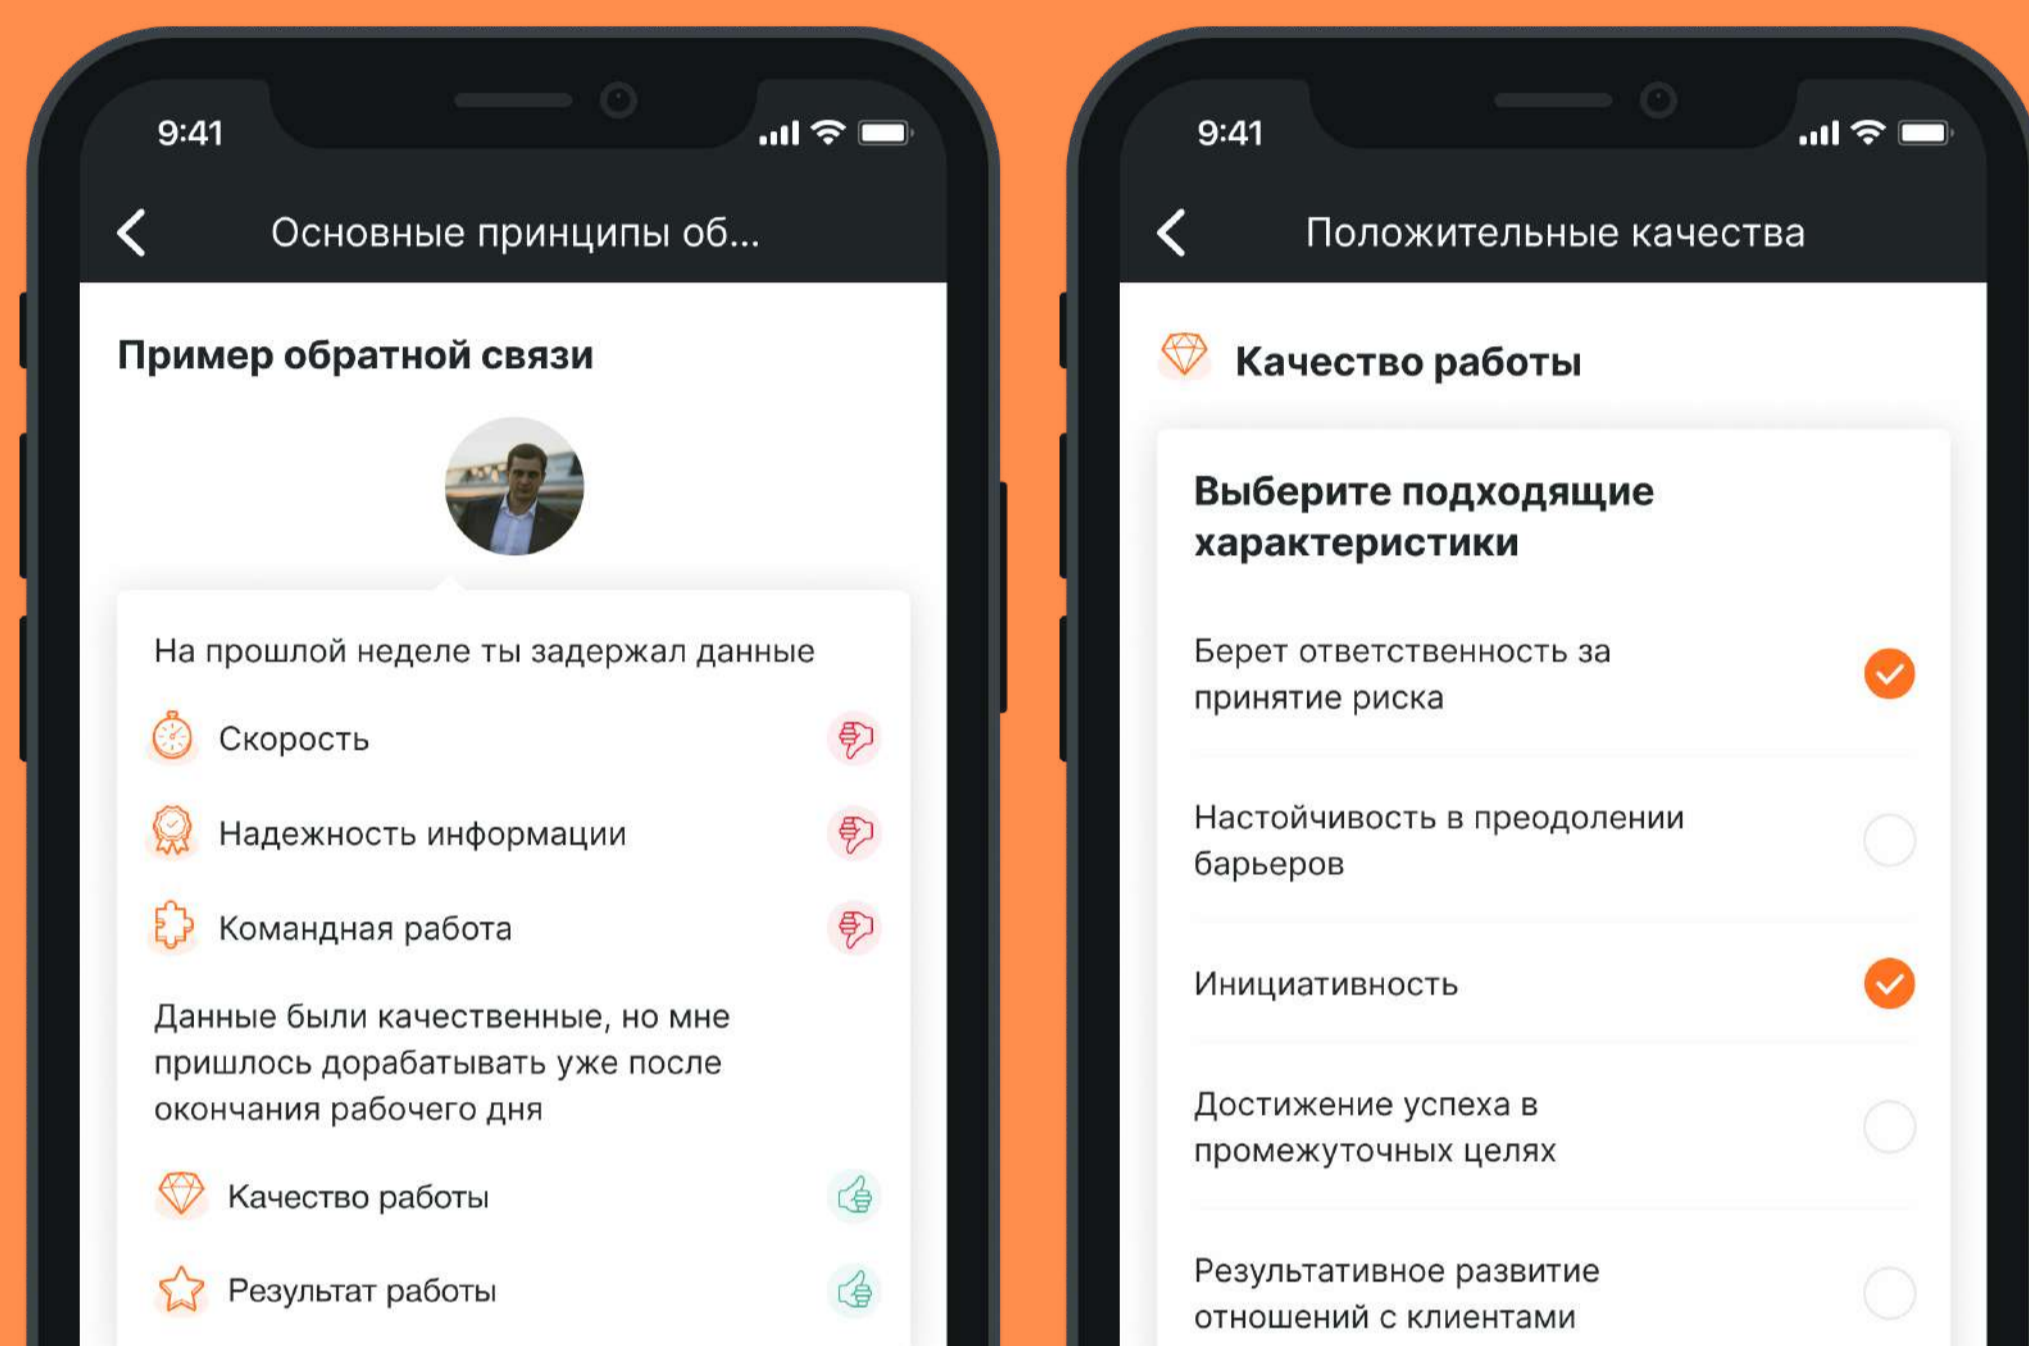 9:41
Основные принципы об...
Пример обратной связи
На прошлой неделе ты задержал данные
Скорость
Надежность информации
Командная работа
Данные были качественные, но мне
пришлось дорабатывать уже после
окончания рабочего дня
Качество работы
Результат работы
9:41
Положительные качества
Качество работы
Выберите подходящие
характеристики
Берет ответственность за
принятие риска
Настойчивость в преодолении
барьеров
Инициативность
Достижение успеха в
промежуточных целях
Результативное развитие
отношений с клиентами